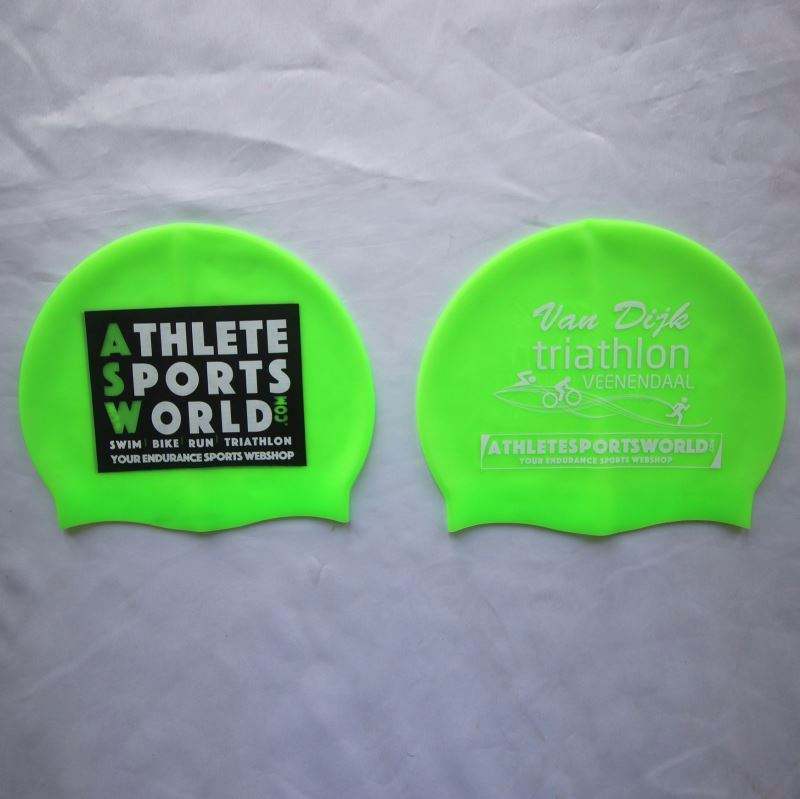 ATHLETE
SPORTS
WORLD.COM
SWIM | BIKE | RUN | TRIATHLON
YOUR ENDURANCE SPORTS WEBSHOP
Van Dijk
triathlon
VEENENDAAL
ATHLETESPORTSWORLD.COM
YOUR ENDURANCE SPORTS WEBSHOP